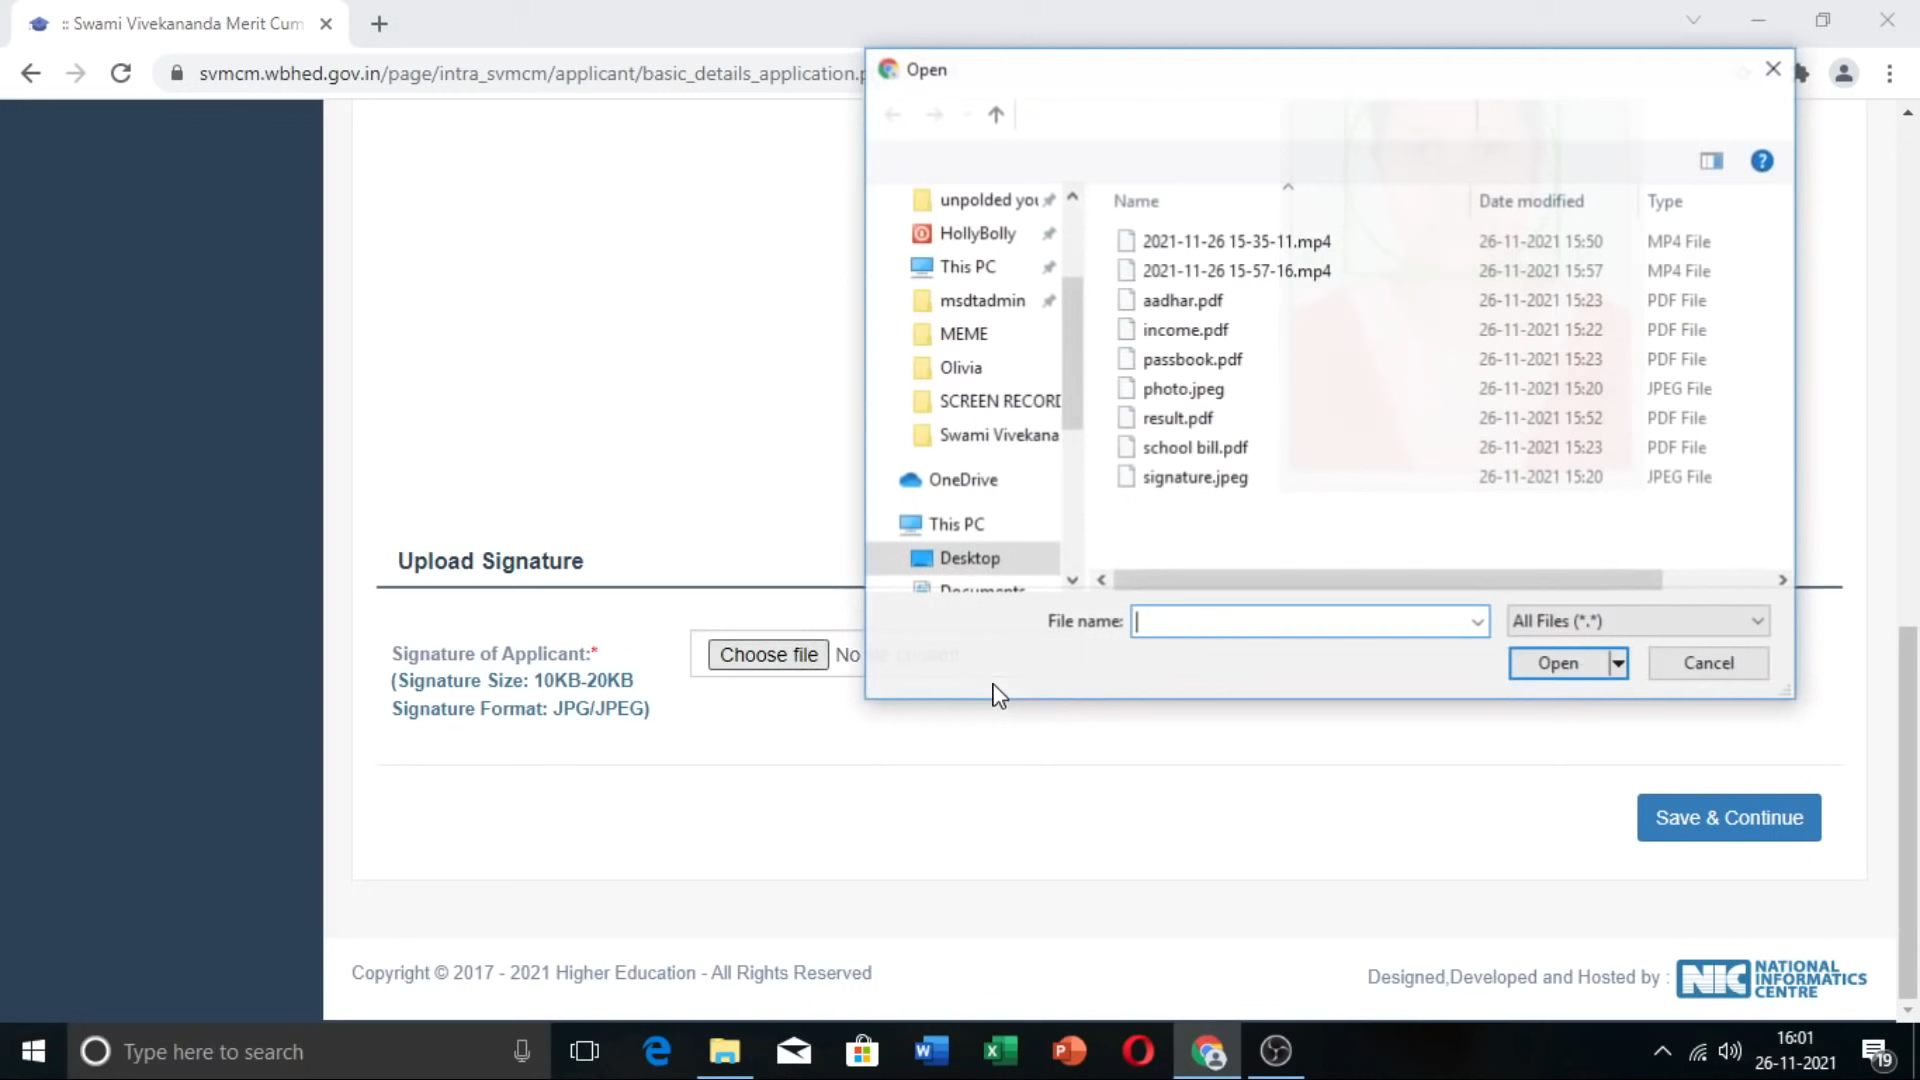 :: Swami Vivekananda Merit Cum
svmcm.wbhed.gov.in/page/intra_svmcm/applicant/basic_details_application.p
Open
Name
Date modified
Type
unpolded you
HollyBolly
This PC
msdtadmin
MEME
Olivia
SCREEN RECORD
Swami Vivekana
OneDrive
This PC
Desktop
Documents
2021-11-26 15-35-11.mp4 26-11-2021 15:50 MP4 File
2021-11-26 15-57-16.mp4 26-11-2021 15:57 MP4 File
aadhar.pdf 26-11-2021 15:23 PDF File
income.pdf 26-11-2021 15:22 PDF File
passbook.pdf 26-11-2021 15:23 PDF File
photo.jpeg 26-11-2021 15:20 JPEG File
result.pdf 26-11-2021 15:52 PDF File
school bill.pdf 26-11-2021 15:23 PDF File
signature.jpeg 26-11-2021 15:20 JPEG File
File name:
All Files (*.*)
Open
Cancel
Upload Signature
Signature of Applicant:*
(Signature Size: 10KB-20KB
Signature Format: JPG/JPEG)
Choose file No
Save & Continue
Copyright © 2017 - 2021 Higher Education - All Rights Reserved
Designed,Developed and Hosted by :
NIC NATIONAL
INFORMATICS
CENTRE
Type here to search
16:01
26-11-2021
19